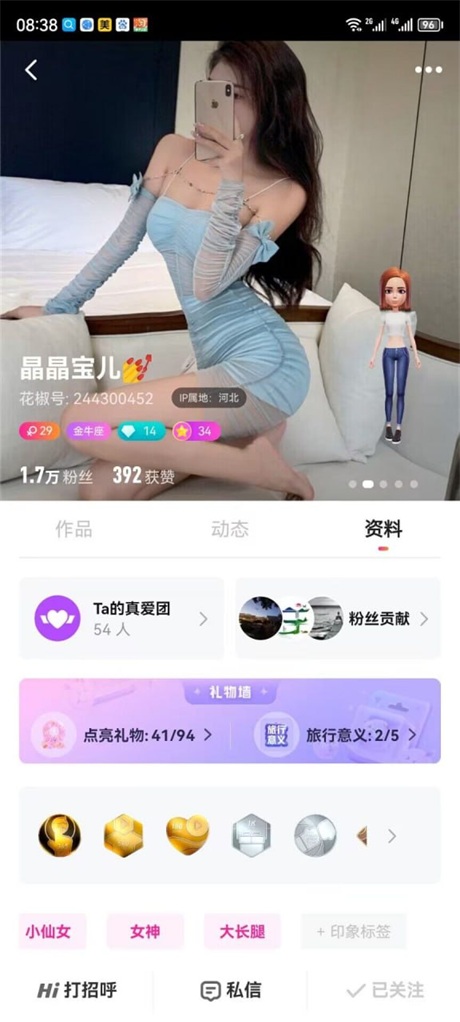 08:38 美 2G 4G 96
晶晶宝儿💅
花椒号: 244300452 IP属地：河北
29 金牛座 14 34
1.7万 粉丝 392 获赞
作品 动态 资料
Ta的真爱团
54 人
粉丝贡献
礼物墙
点亮礼物: 41/94
旅行意义
旅行意义: 2/5
小仙女 女神 大长腿 + 印象标签
Hi 打招呼 私信 已关注